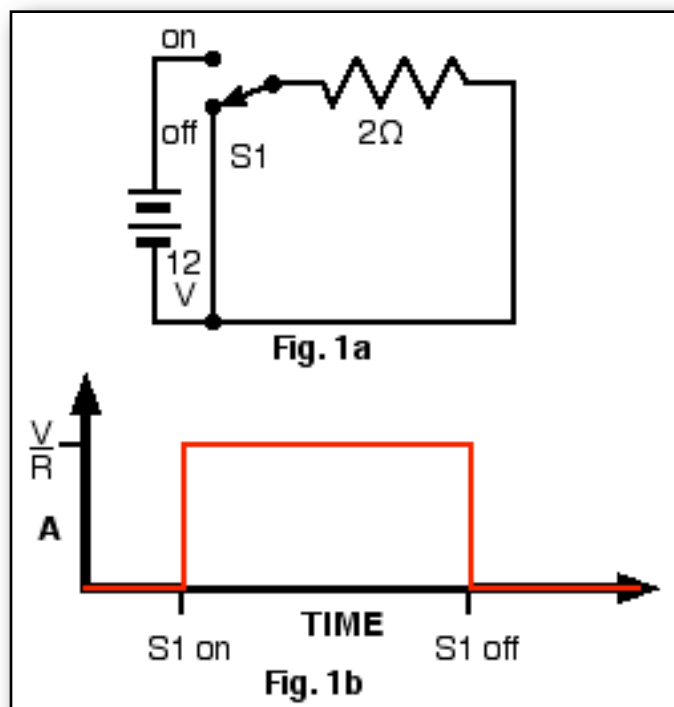 on
off
S1
2Ω
12
V
Fig. 1a
V
R
A
TIME
S1 on
S1 off
Fig. 1b